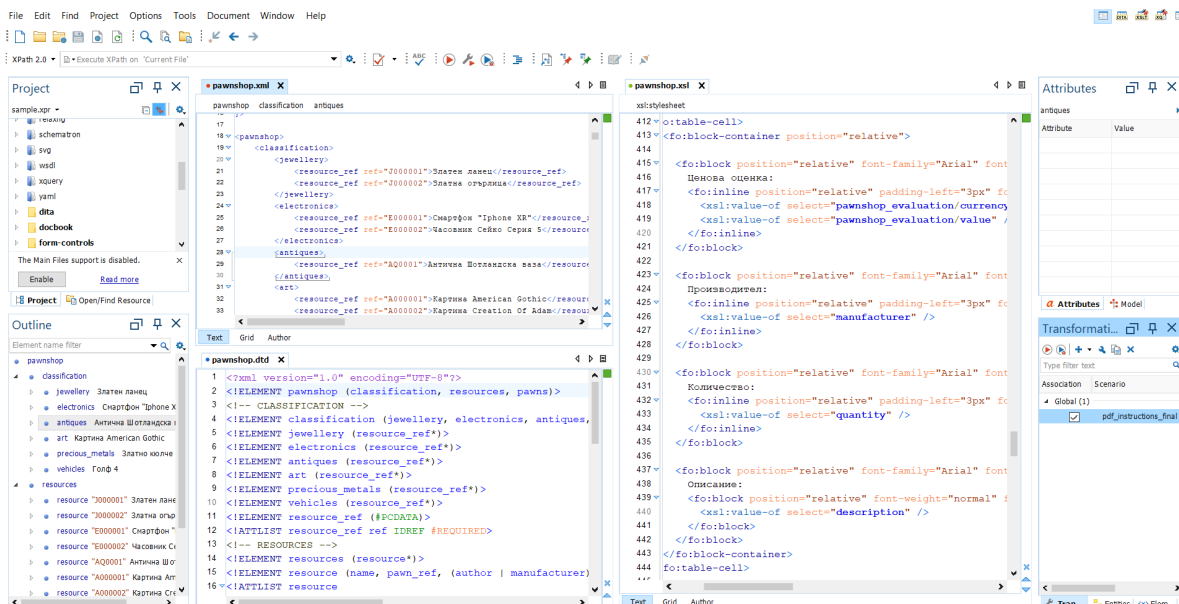 File Edit Find Project Options Tools Document Window Help
XPath 2.0
Execute XPath on 'Current File'
Project
sample.xpr
relaxng
schematron
svg
wsdl
xquery
yaml
dita
docbook
form-controls
The Main Files support is disabled.
Enable Read more
Project Open/Find Resource
Outline
Element name filter
pawnshop
classification
jewellery Златен ланец
electronics Смартфон "Iphone X
antiques Антична Шотландска
art Картина American Gothic
precious_metals Златно кюлче
vehicles Голф 4
resources
resource "J000001" Златен лане
resource "J000002" Златна огър
resource "E000001" Смартфон "
resource "E000002" Часовник Се
resource "AQ0001" Антична Шот
resource "A000001" Картина Am
resource "A000002" Картина Cre
pawnshop.xml
pawnshop classification antiques
17
18 <pawnshop>
19 <classification>
20 <jewellery>
21 <resource_ref ref="J000001">Златен ланец</resource_ref>
22 <resource_ref ref="J000002">Златна огърлица</resource_ref>
23 </jewellery>
24 <electronics>
25 <resource_ref ref="E000001">Смартфон "Iphone XR"</resource_
26 <resource_ref ref="E000002">Часовник Сейко Серия 5</resource
27 </electronics>
28 <antiques>
29 <resource_ref ref="AQ0001">Антична Шотландска ваза</resource
30 </antiques>
31 <art>
32 <resource_ref ref="A000001">Картина American Gothic</resour
33 <resource_ref ref="A000002">Картина Creation Of Adam</resou
Text Grid Author
pawnshop.dtd
1 <?xml version="1.0" encoding="UTF-8"?>
2 <!ELEMENT pawnshop (classification, resources, pawns)>
3 <!-- CLASSIFICATION -->
4 <!ELEMENT classification (jewellery, electronics, antiques,
5 <!ELEMENT jewellery (resource_ref*)>
6 <!ELEMENT electronics (resource_ref*)>
7 <!ELEMENT antiques (resource_ref*)>
8 <!ELEMENT art (resource_ref*)>
9 <!ELEMENT precious_metals (resource_ref*)>
10 <!ELEMENT vehicles (resource_ref*)>
11 <!ELEMENT resource_ref (#PCDATA)>
12 <!ATTLIST resource_ref ref IDREF #REQUIRED>
13 <!-- RESOURCES -->
14 <!ELEMENT resources (resource*)>
15 <!ELEMENT resource (name, pawn_ref, (author | manufacturer)
16 <!ATTLIST resource
pawnshop.xsl
xsl:stylesheet
412 o:table-cell>
413 <fo:block-container position="relative">
414
415 <fo:block position="relative" font-family="Arial" font
416 Ценова оценка:
417 <fo:inline position="relative" padding-left="3px" fo
418 <xsl:value-of select="pawnshop_evaluation/currency
419 <xsl:value-of select="pawnshop_evaluation/value" /
420 </fo:inline>
421 </fo:block>
422
423 <fo:block position="relative" font-family="Arial" font
424 Производител:
425 <fo:inline position="relative" padding-left="3px" fo
426 <xsl:value-of select="manufacturer" />
427 </fo:inline>
428 </fo:block>
429
430 <fo:block position="relative" font-family="Arial" font
431 Количество:
432 <fo:inline position="relative" padding-left="3px" fo
433 <xsl:value-of select="quantity" />
434 </fo:inline>
435 </fo:block>
436
437 <fo:block position="relative" font-family="Arial" font
438 Описание:
439 <fo:block position="relative" font-weight="normal" f
440 <xsl:value-of select="description" />
441 </fo:block>
442 </fo:block>
443 </fo:block-container>
444 fo:table-cell>
Text Grid Author
Attributes
antiques
Attribute Value
Attributes Model
Transformati...
Type filter text
Association Scenario
Global (1)
pdf_instructions_final
Tran Entities Elem